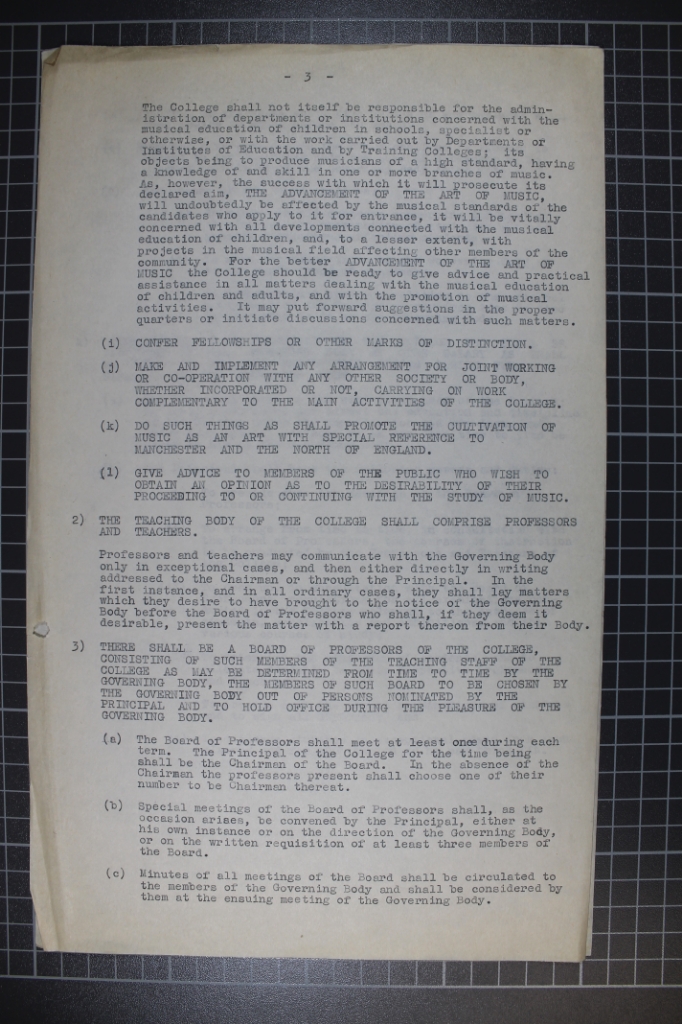 - 3 -
The College shall not itself be responsible for the admin-
istration of departments or institutions concerned with the
musical education of children in schools, specialist or
otherwise, or with the work carried out by Departments or
Institutes of Education and by Training Colleges; its
objects being to produce musicians of a high standard, having
a knowledge of and skill in one or more branches of music.
As, however, the success with which it will prosecute its
declared aim, THE ADVANCEMENT OF THE ART OF MUSIC,
will undoubtedly be affected by the musical standards of the
candidates who apply to it for entrance, it will be vitally
concerned with all developments connected with the musical
education of children, and, to a lesser extent, with
projects in the musical field affecting other members of the
community. For the better ADVANCEMENT OF THE ART OF
MUSIC the College should be ready to give advice and practical
assistance in all matters dealing with the musical education
of children and adults, and with the promotion of musical
activities. It may put forward suggestions in the proper
quarters or initiate discussions concerned with such matters.
(i) CONFER FELLOWSHIPS OR OTHER MARKS OF DISTINCTION.
(j) MAKE AND IMPLEMENT ANY ARRANGEMENT FOR JOINT WORKING
OR CO-OPERATION WITH ANY OTHER SOCIETY OR BODY,
WHETHER INCORPORATED OR NOT, CARRYING ON WORK
COMPLEMENTARY TO THE MAIN ACTIVITIES OF THE COLLEGE.
(k) DO SUCH THINGS AS SHALL PROMOTE THE CULTIVATION OF
MUSIC AS AN ART WITH SPECIAL REFERENCE TO
MANCHESTER AND THE NORTH OF ENGLAND.
(l) GIVE ADVICE TO MEMBERS OF THE PUBLIC WHO WISH TO
OBTAIN AN OPINION AS TO THE DESIRABILITY OF THEIR
PROCEEDING TO OR CONTINUING WITH THE STUDY OF MUSIC.
2) THE TEACHING BODY OF THE COLLEGE SHALL COMPRISE PROFESSORS
AND TEACHERS.
Professors and teachers may communicate with the Governing Body
only in exceptional cases, and then either directly in writing
addressed to the Chairman or through the Principal. In the
first instance, and in all ordinary cases, they shall lay matters
which they desire to have brought to the notice of the Governing
Body before the Board of Professors who shall, if they deem it
desirable, present the matter with a report thereon from their Body.
3) THERE SHALL BE A BOARD OF PROFESSORS OF THE COLLEGE,
CONSISTING OF SUCH MEMBERS OF THE TEACHING STAFF OF THE
COLLEGE AS MAY BE DETERMINED FROM TIME TO TIME BY THE
GOVERNING BODY, THE MEMBERS OF SUCH BOARD TO BE CHOSEN BY
THE GOVERNING BODY OUT OF PERSONS NOMINATED BY THE
PRINCIPAL AND TO HOLD OFFICE DURING THE PLEASURE OF THE
GOVERNING BODY.
(a) The Board of Professors shall meet at least once during each
term. The Principal of the College for the time being
shall be the Chairman of the Board. In the absence of the
Chairman the professors present shall choose one of their
number to be Chairman thereat.
(b) Special meetings of the Board of Professors shall, as the
occasion arises, be convened by the Principal, either at
his own instance or on the direction of the Governing Body,
or on the written requisition of at least three members of
the Board.
(c) Minutes of all meetings of the Board shall be circulated to
the members of the Governing Body and shall be considered by
them at the ensuing meeting of the Governing Body.